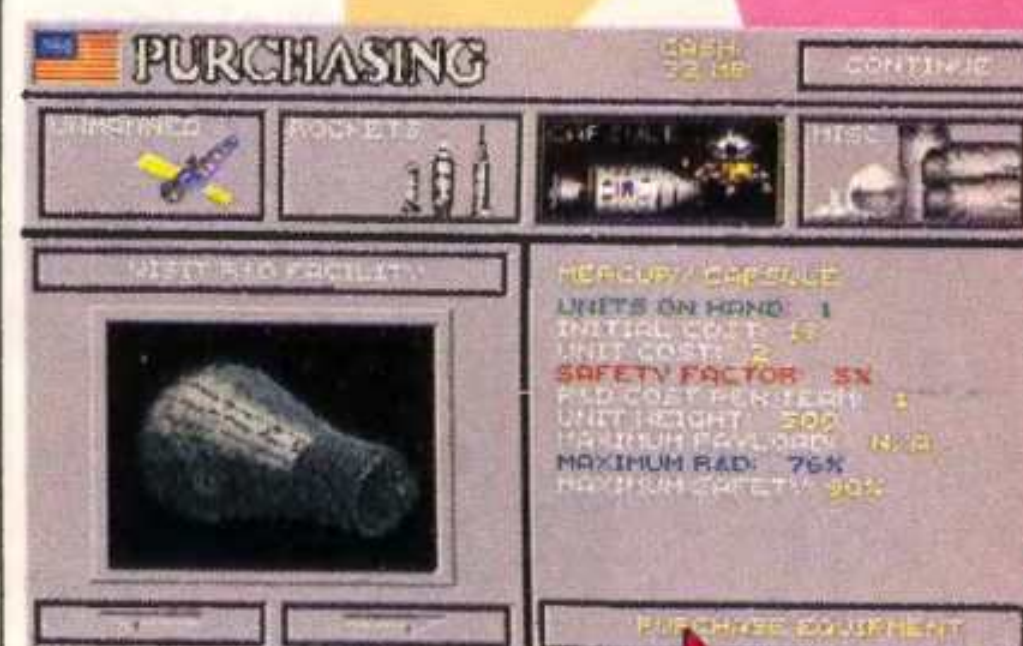 PURCHASING
CASH:
CONTINUE
UNMANNED
ROCKETS
CAPSULE
MISC
VISIT R&D FACILITY
MERCURY CAPSULE
UNITS ON HAND: 1
INITIAL COST:
UNIT COST: 2
SAFETY FACTOR: 5%
R&D COST PER TEAM: 1
UNIT WEIGHT:
MAXIMUM PAYLOAD: N/A
MAXIMUM R&D: 76%
MAXIMUM SAFETY: 90%
PURCHASE EQUIPMENT